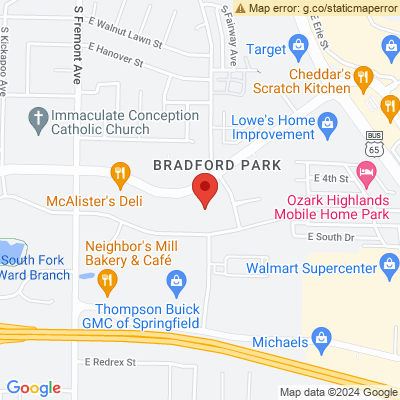 Map error: g.co/staticmaperror
E Walnut Lawn St
S Fairway Ave
E Erie St
E Hanover St
S Kickapoo Ave
S Fremont Ave
Target
Cheddar's
Scratch Kitchen
Immaculate Conception
Catholic Church
Lowe's Home
Improvement
BUS
65
BRADFORD PARK
E 4th St
McAlister's Deli
Ozark Highlands
Mobile Home Park
E South Dr
Neighbor's Mill
Bakery & Café
South Fork
Ward Branch
Walmart Supercenter
Thompson Buick
GMC of Springfield
Michaels
E Redrex St
Google
Map data ©2024 Google